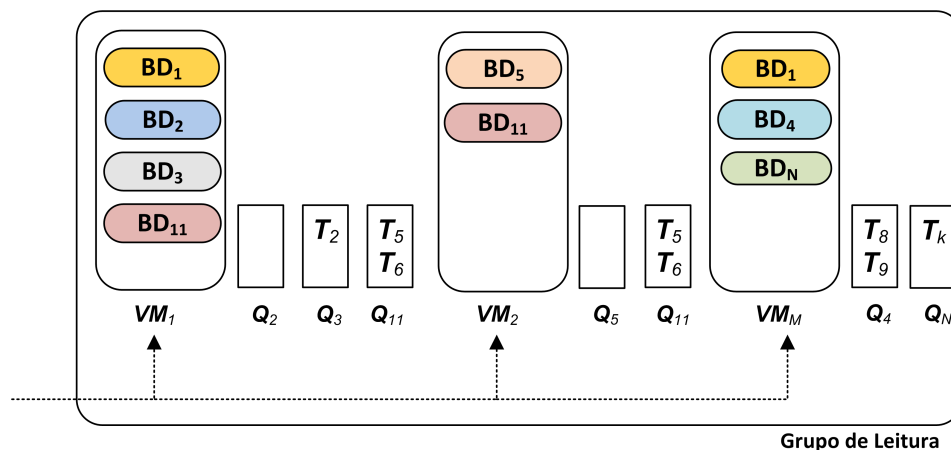 BD1
BD2
BD3
BD11
VM1
Q2
T2
Q3
T5
T6
Q11
BD5
BD11
VM2
Q5
T5
T6
Q11
BD1
BD4
BDN
VMM
T8
T9
Q4
Tk
QN
Grupo de Leitura